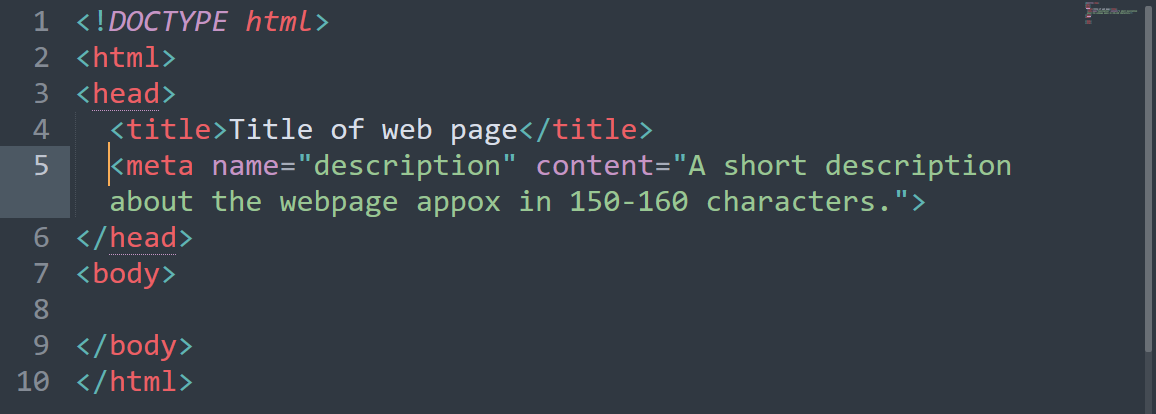 1 <!DOCTYPE html>
2 <html>
3 <head>
4 <title>Title of web page</title>
5 <meta name="description" content="A short description
about the webpage appox in 150-160 characters.">
6 </head>
7 <body>
8
9 </body>
10 </html>